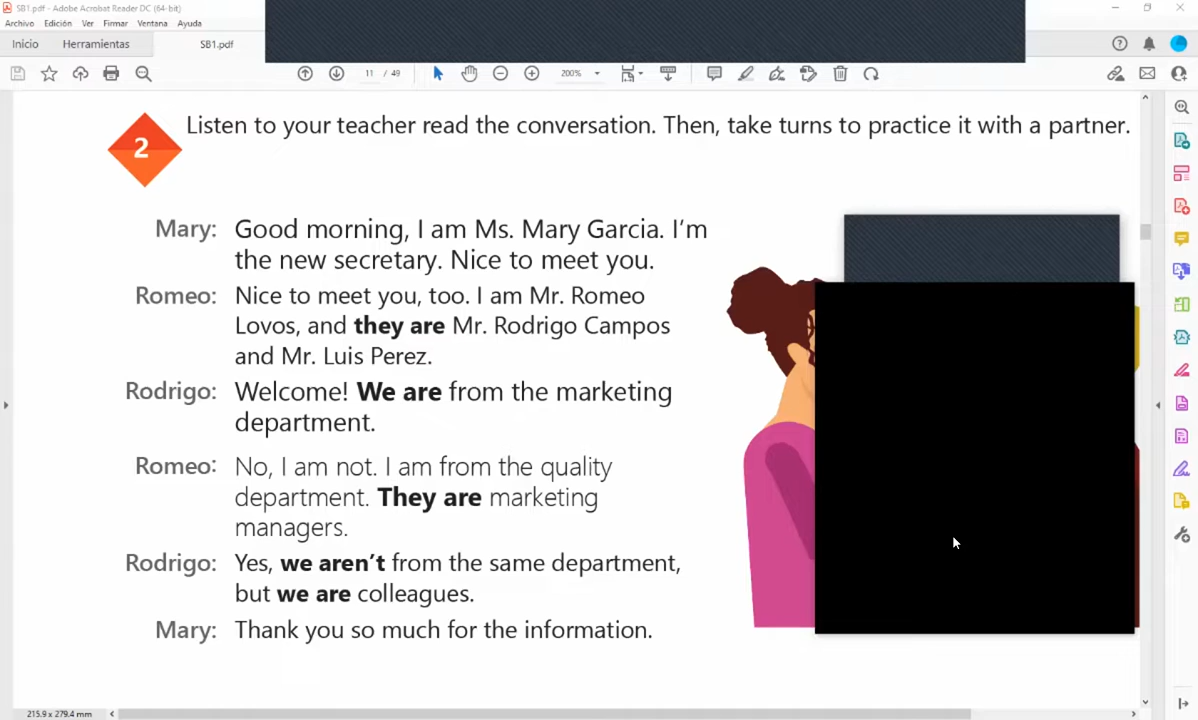 SB1.pdf - Adobe Acrobat Reader DC (64-bit)
Archivo Edición Ver Firmar Ventana Ayuda
Inicio Herramientas SB1.pdf
11 / 49 200%
2 Listen to your teacher read the conversation. Then, take turns to practice it with a partner.
Mary: Good morning, I am Ms. Mary Garcia. I'm
the new secretary. Nice to meet you.
Romeo: Nice to meet you, too. I am Mr. Romeo
Lovos, and they are Mr. Rodrigo Campos
and Mr. Luis Perez.
Rodrigo: Welcome! We are from the marketing
department.
Romeo: No, I am not. I am from the quality
department. They are marketing
managers.
Rodrigo: Yes, we aren't from the same department,
but we are colleagues.
Mary: Thank you so much for the information.
215.9 x 279.4 mm